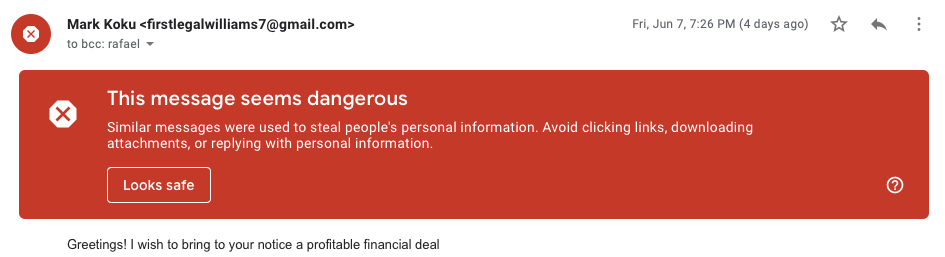 Mark Koku <firstlegalwilliams7@gmail.com>
Fri, Jun 7, 7:26 PM (4 days ago)
to bcc: rafael
This message seems dangerous
Similar messages were used to steal people's personal information. Avoid clicking links, downloading
attachments, or replying with personal information.
Looks safe
Greetings! I wish to bring to your notice a profitable financial deal